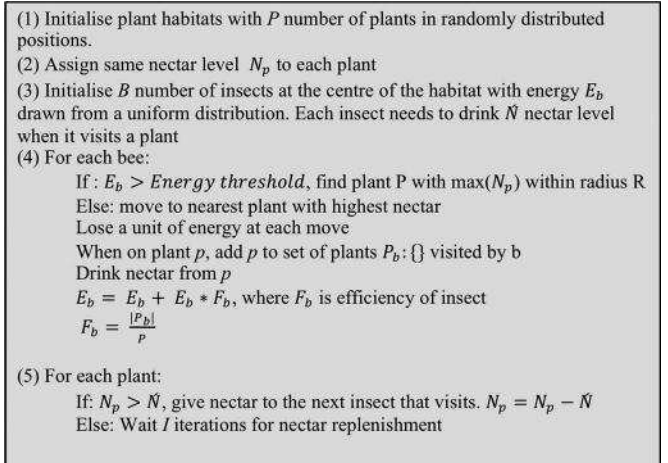 (1) Initialise plant habitats with P number of plants in randomly distributed
positions.
(2) Assign same nectar level N_p to each plant
(3) Initialise B number of insects at the centre of the habitat with energy E_b
drawn from a uniform distribution. Each insect needs to drink Ń nectar level
when it visits a plant
(4) For each bee:
If : E_b > Energy threshold, find plant P with max(N_p) within radius R
Else: move to nearest plant with highest nectar
Lose a unit of energy at each move
When on plant p, add p to set of plants P_b: {} visited by b
Drink nectar from p
E_b = E_b + E_b * F_b, where F_b is efficiency of insect
F_b = |P_b| / P
(5) For each plant:
If: N_p > Ń, give nectar to the next insect that visits. N_p = N_p − Ń
Else: Wait I iterations for nectar replenishment